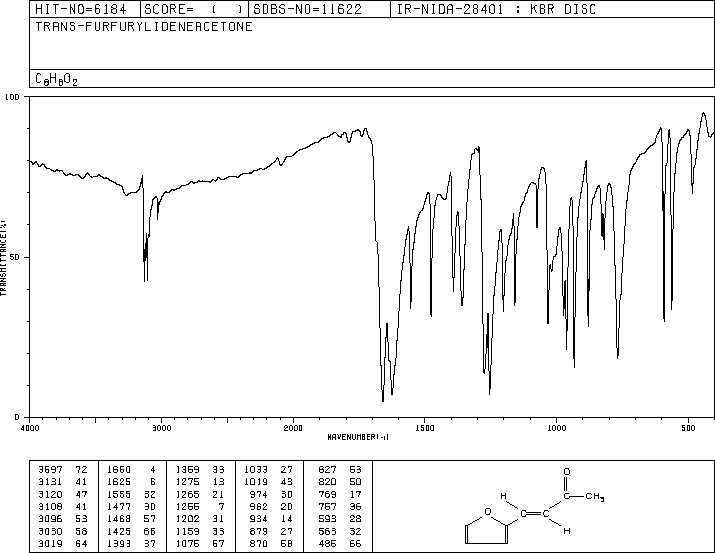 HIT-NO=6184 SCORE= ( ) SDBS-NO=11622 IR-NIDA-28401 : KBR DISC
TRANS-FURFURYLIDENEACETONE
C8H8O2
100
TRANSMITTANCE(%)
50
0
4000 3000 2000 1500 1000 500
WAVENUMBER(-1)
3697 72 1660 4 1369 33 1033 27 827 53
3131 41 1625 6 1275 13 1019 43 820 50
3120 47 1555 32 1265 21 974 30 769 17
3108 41 1477 30 1255 7 962 20 757 36
3096 53 1468 57 1202 31 934 14 593 28
3030 58 1425 66 1159 33 879 27 563 32
3019 64 1393 37 1075 57 870 58 486 66
O
H C
C CH3
O C
H